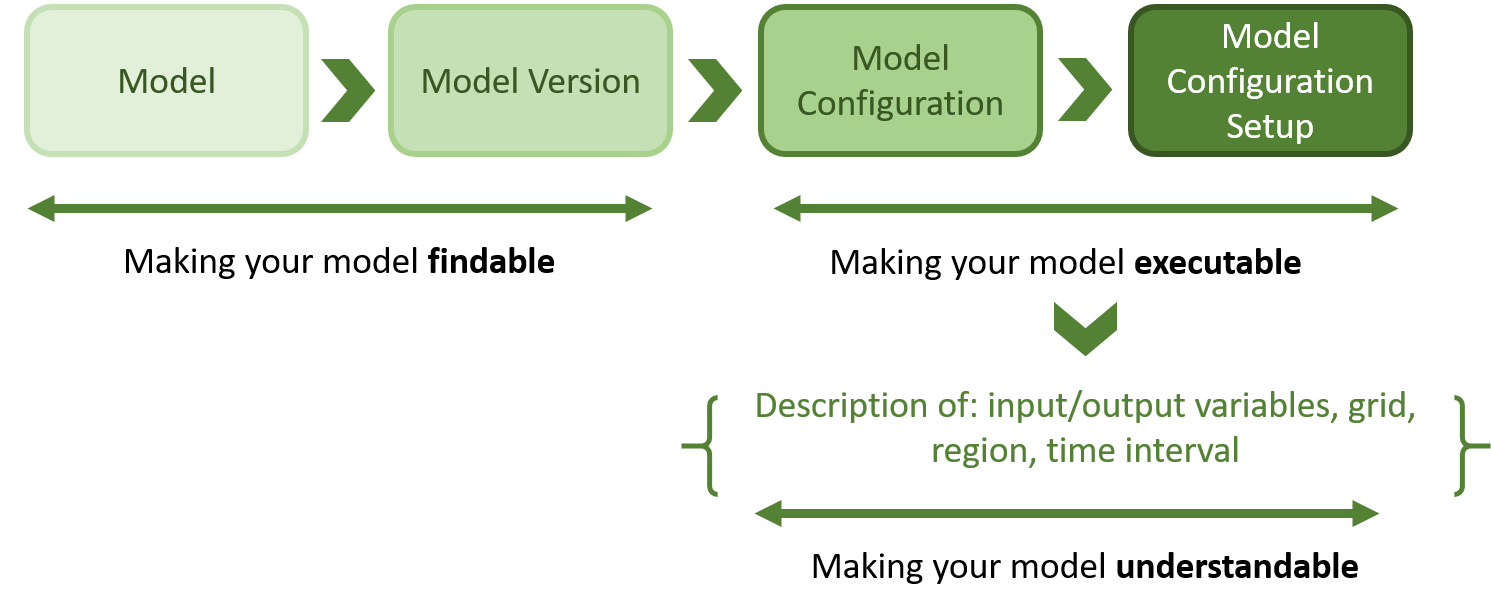 Model
Model Version
Model
Configuration
Model
Configuration
Setup
Making your model findable
Making your model executable
Description of: input/output variables, grid,
region, time interval
Making your model understandable